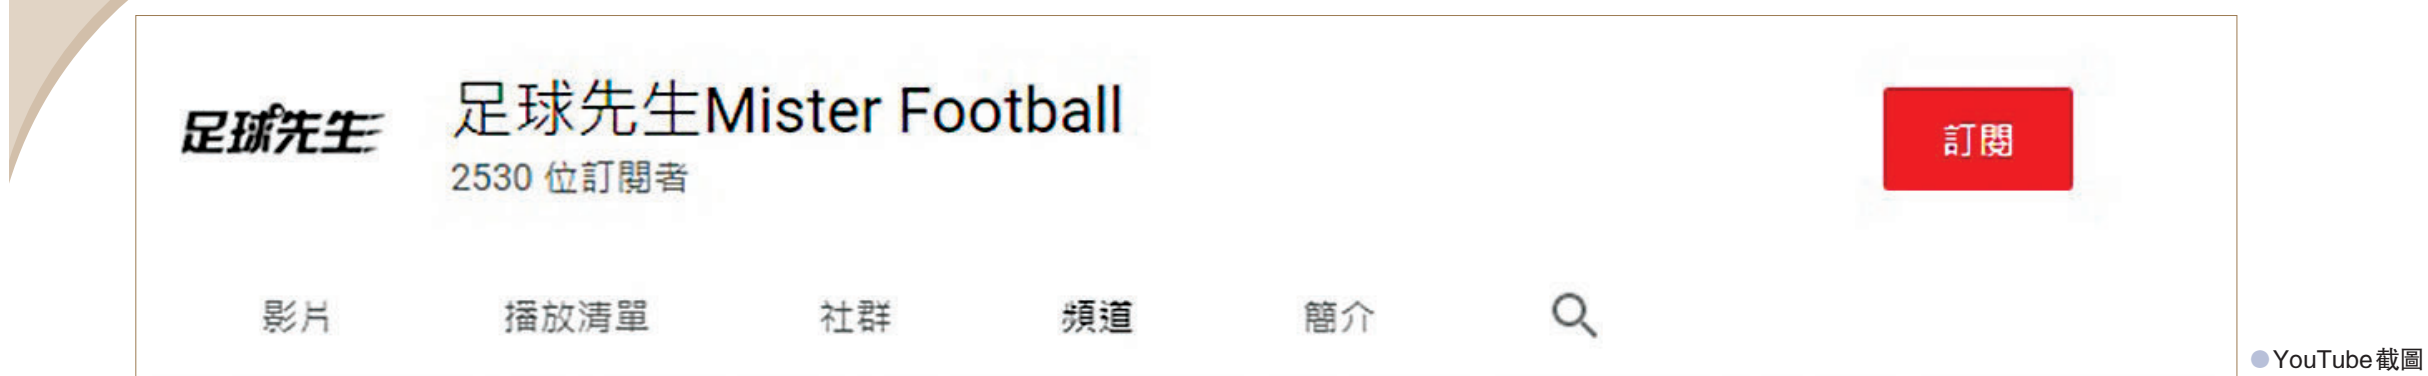 足球先生
足球先生Mister Football
2530 位訂閱者
訂閱
影片 播放清單 社群 頻道 簡介
YouTube截圖